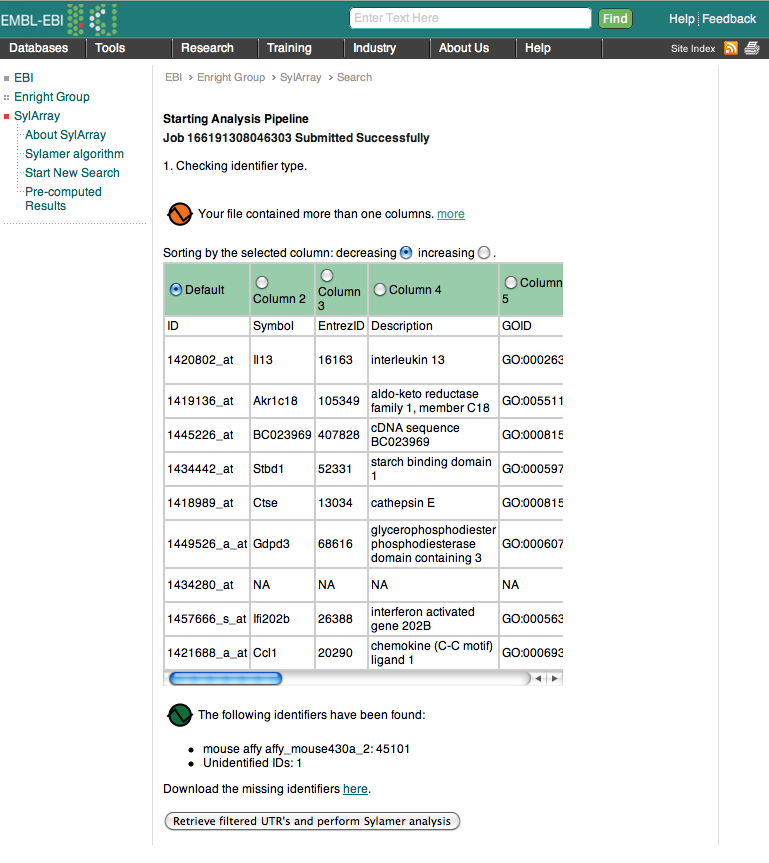 EMBL-EBI
Enter Text Here
Find
Help | Feedback
Databases Tools Research Training Industry About Us Help Site Index
EBI
Enright Group
SylArray
About SylArray
Sylamer algorithm
Start New Search
Pre-computed
Results
EBI > Enright Group > SylArray > Search
Starting Analysis Pipeline
Job 166191308046303 Submitted Successfully
1. Checking identifier type.
Your file contained more than one columns. more
Sorting by the selected column: decreasing increasing .
Default Column 2 Column 3 Column 4 Column 5
ID Symbol EntrezID Description GOID
1420802_at Il13 16163 interleukin 13 GO:000263
1419136_at Akr1c18 105349 aldo-keto reductase family 1, member C18 GO:005511
1445226_at BC023969 407828 cDNA sequence BC023969 GO:000815
1434442_at Stbd1 52331 starch binding domain 1 GO:000597
1418989_at Ctse 13034 cathepsin E GO:000815
1449526_a_at Gdpd3 68616 glycerophosphodiester phosphodiesterase domain containing 3 GO:000607
1434280_at NA NA NA NA
1457666_s_at Ifi202b 26388 interferon activated gene 202B GO:000563
1421688_a_at Ccl1 20290 chemokine (C-C motif) ligand 1 GO:000693
The following identifiers have been found:
• mouse affy affy_mouse430a_2: 45101
• Unidentified IDs: 1
Download the missing identifiers here.
Retrieve filtered UTR's and perform Sylamer analysis